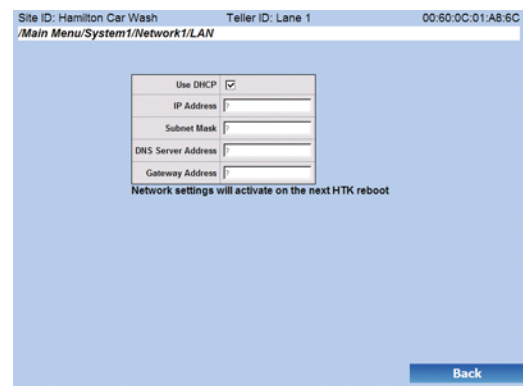 Site ID: Hamilton Car Wash Teller ID: Lane 1 00:60:0C:01:A8:6C
/Main Menu/System1/Network1/LAN
Use DHCP
IP Address ?
Subnet Mask ?
DNS Server Address ?
Gateway Address ?
Network settings will activate on the next HTK reboot
Back